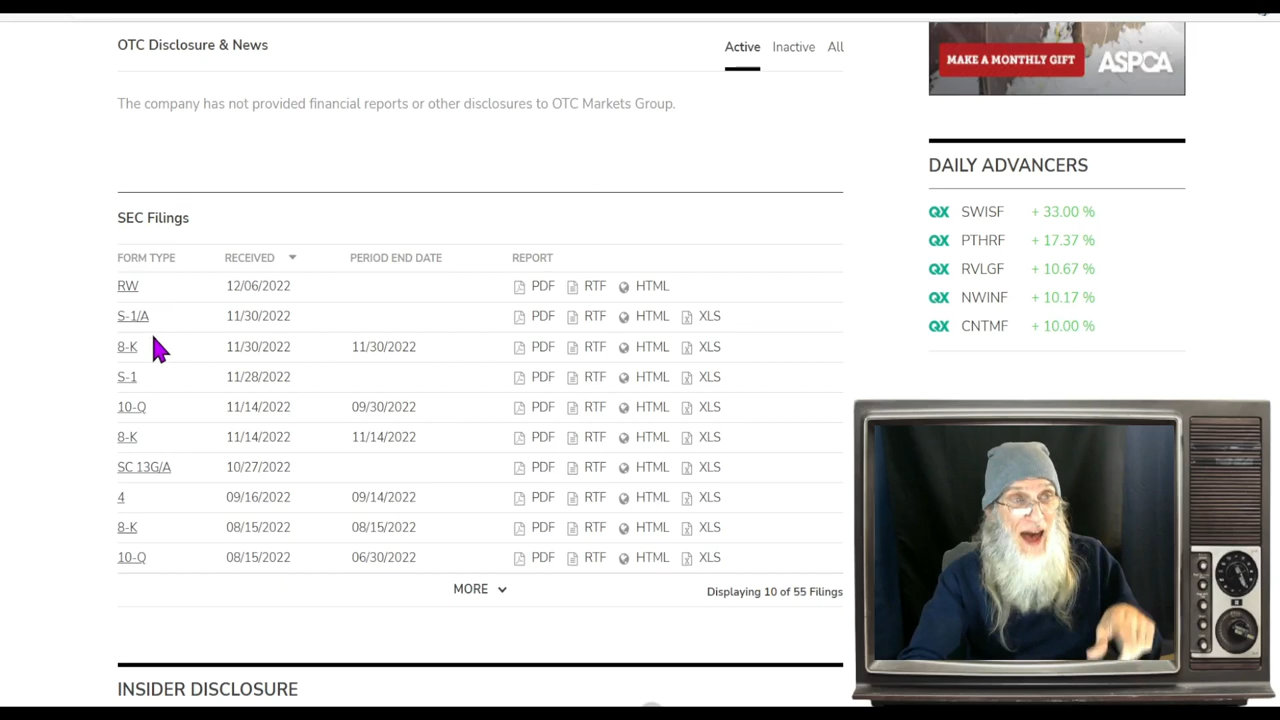 OTC Disclosure & News
Active Inactive All
The company has not provided financial reports or other disclosures to OTC Markets Group.
SEC Filings
FORM TYPE RECEIVED PERIOD END DATE REPORT
RW 12/06/2022 PDF RTF HTML
S-1/A 11/30/2022 PDF RTF HTML XLS
8-K 11/30/2022 11/30/2022 PDF RTF HTML XLS
S-1 11/28/2022 PDF RTF HTML XLS
10-Q 11/14/2022 09/30/2022 PDF RTF HTML XLS
8-K 11/14/2022 11/14/2022 PDF RTF HTML XLS
SC 13G/A 10/27/2022 PDF RTF HTML XLS
4 09/16/2022 09/14/2022 PDF RTF HTML XLS
8-K 08/15/2022 08/15/2022 PDF RTF HTML XLS
10-Q 08/15/2022 06/30/2022 PDF RTF HTML XLS
MORE Displaying 10 of 55 Filings
INSIDER DISCLOSURE
MAKE A MONTHLY GIFT ASPCA
DAILY ADVANCERS
QX SWISF + 33.00 %
QX PTHRF + 17.37 %
QX RVLGF + 10.67 %
QX NWINF + 10.17 %
QX CNTMF + 10.00 %